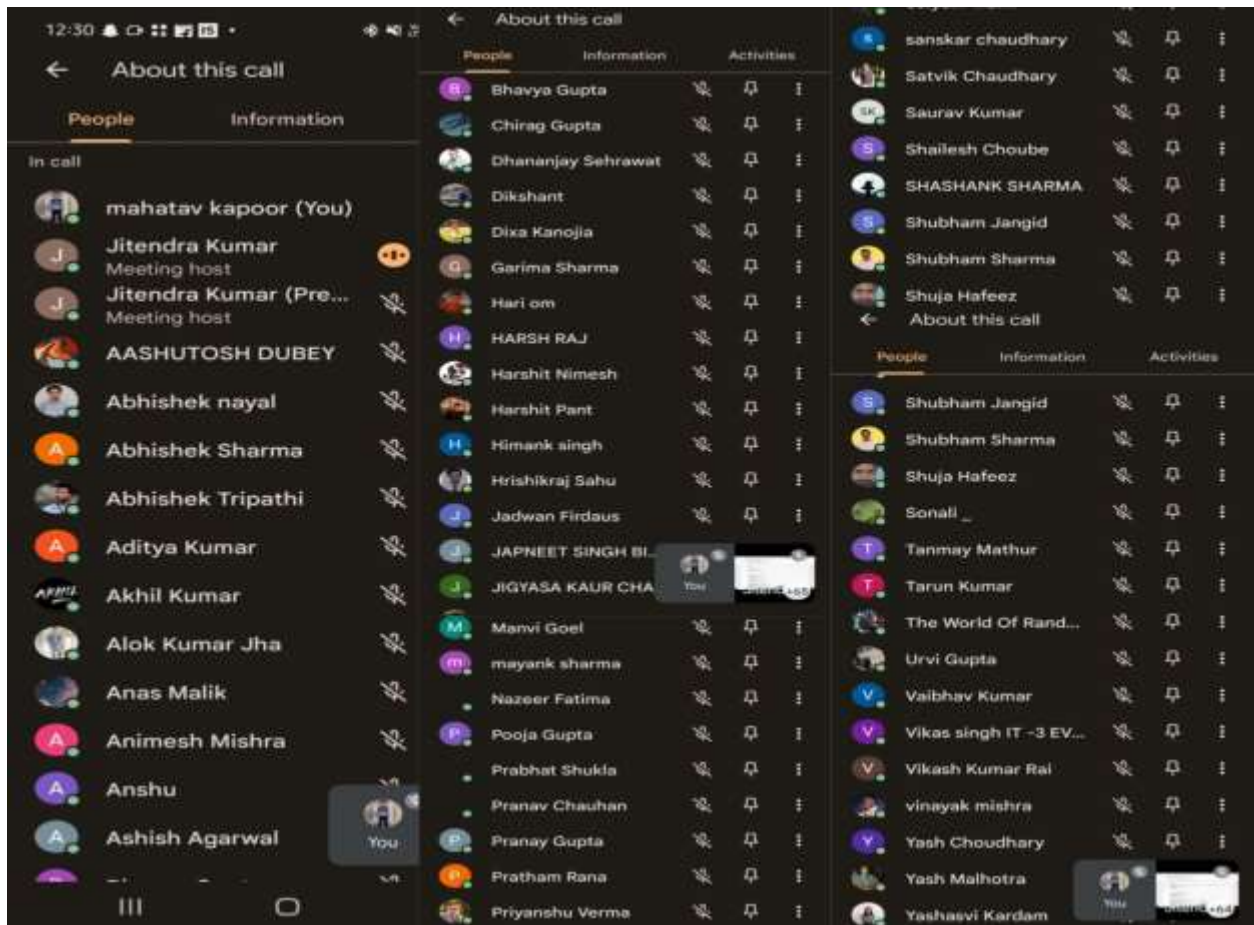 12:30
About this call
People Information
In call
mahatav kapoor (You)
Jitendra Kumar
Meeting host
Jitendra Kumar (Pre...
Meeting host
AASHUTOSH DUBEY
Abhishek nayal
A Abhishek Sharma
Abhishek Tripathi
A Aditya Kumar
Akhil Kumar
Alok Kumar Jha
Anas Malik
A Animesh Mishra
A Anshu
A Ashish Agarwal
You
About this call
People Information Activities
B Bhavya Gupta
Chirag Gupta
Dhananjay Sehrawat
Dikshant
Dixa Kanojia
G Garima Sharma
Hari om
H HARSH RAJ
Harshit Nimesh
Harshit Pant
H Himank singh
Hrishikraj Sahu
J Jadwan Firdaus
J JAPNEET SINGH BI...
J JIGYASA KAUR CHA
You
M Manvi Goel
m mayank sharma
Nazeer Fatima
P Pooja Gupta
Prabhat Shukla
Pranav Chauhan
P Pranay Gupta
P Pratham Rana
Priyanshu Verma
s sanskar chaudhary
Satvik Chaudhary
SK Saurav Kumar
S Shailesh Choube
SHASHANK SHARMA
S Shubham Jangid
Shubham Sharma
Shuja Hafeez
About this call
People Information Activities
S Shubham Jangid
Shubham Sharma
Shuja Hafeez
Sonali _
T Tanmay Mathur
T Tarun Kumar
The World Of Rand...
Urvi Gupta
V Vaibhav Kumar
V Vikas singh IT -3 EV...
V Vikash Kumar Rai
vinayak mishra
Y Yash Choudhary
Yash Malhotra
Yashasvi Kardam
You
+64